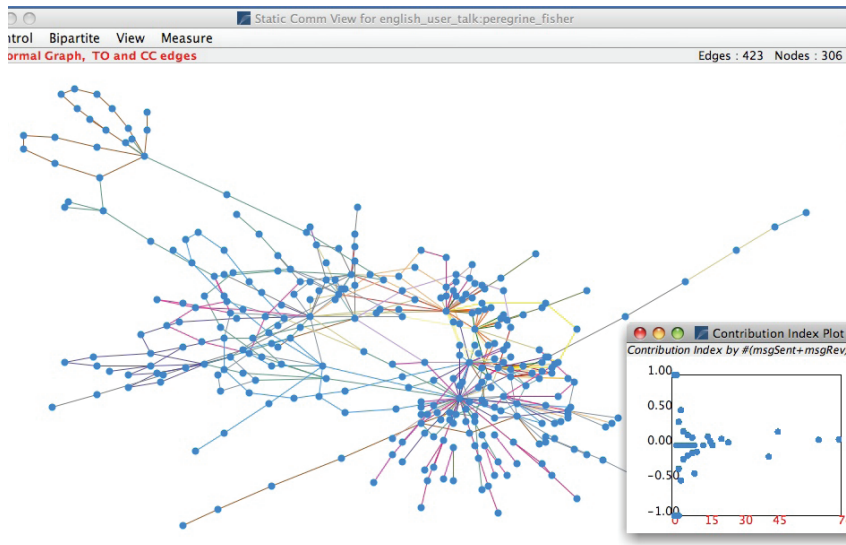 Static Comm View for english_user_talk:peregrine_fisher
ntrol Bipartite View Measure
ormal Graph, TO and CC edges Edges : 423 Nodes : 306
Contribution Index Plot
Contribution Index by #(msgSent+msgRev
1.00
0.50
0.00
-0.50
-1.00
0 15 30 45 7